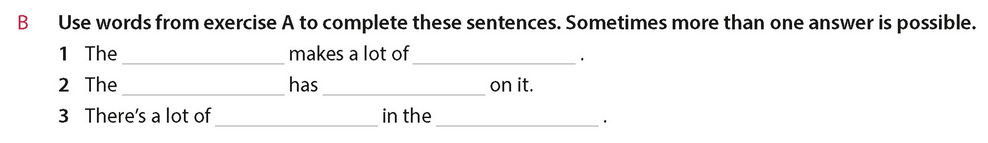 B Use words from exercise A to complete these sentences. Sometimes more than one answer is possible.
1 The ______________ makes a lot of ______________ .
2 The ______________ has ______________ on it.
3 There’s a lot of ______________ in the ______________ .